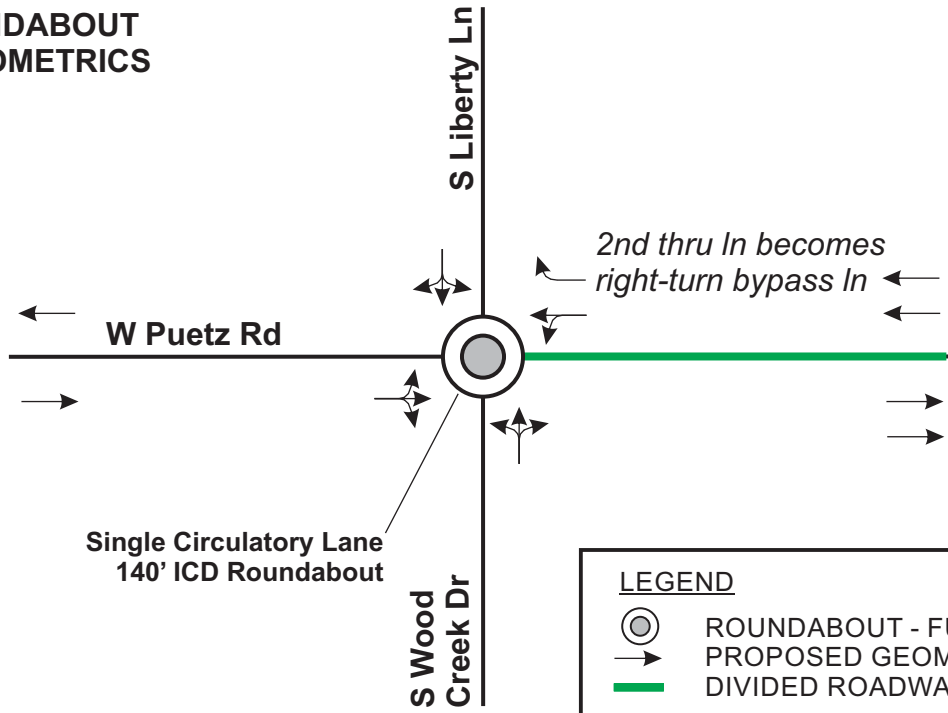 NDABOUT
OMETRICS
S Liberty Ln
2nd thru ln becomes
right-turn bypass ln
W Puetz Rd
Single Circulatory Lane
140' ICD Roundabout
S Wood
Creek Dr
LEGEND
ROUNDABOUT - FU
PROPOSED GEOM
DIVIDED ROADWA